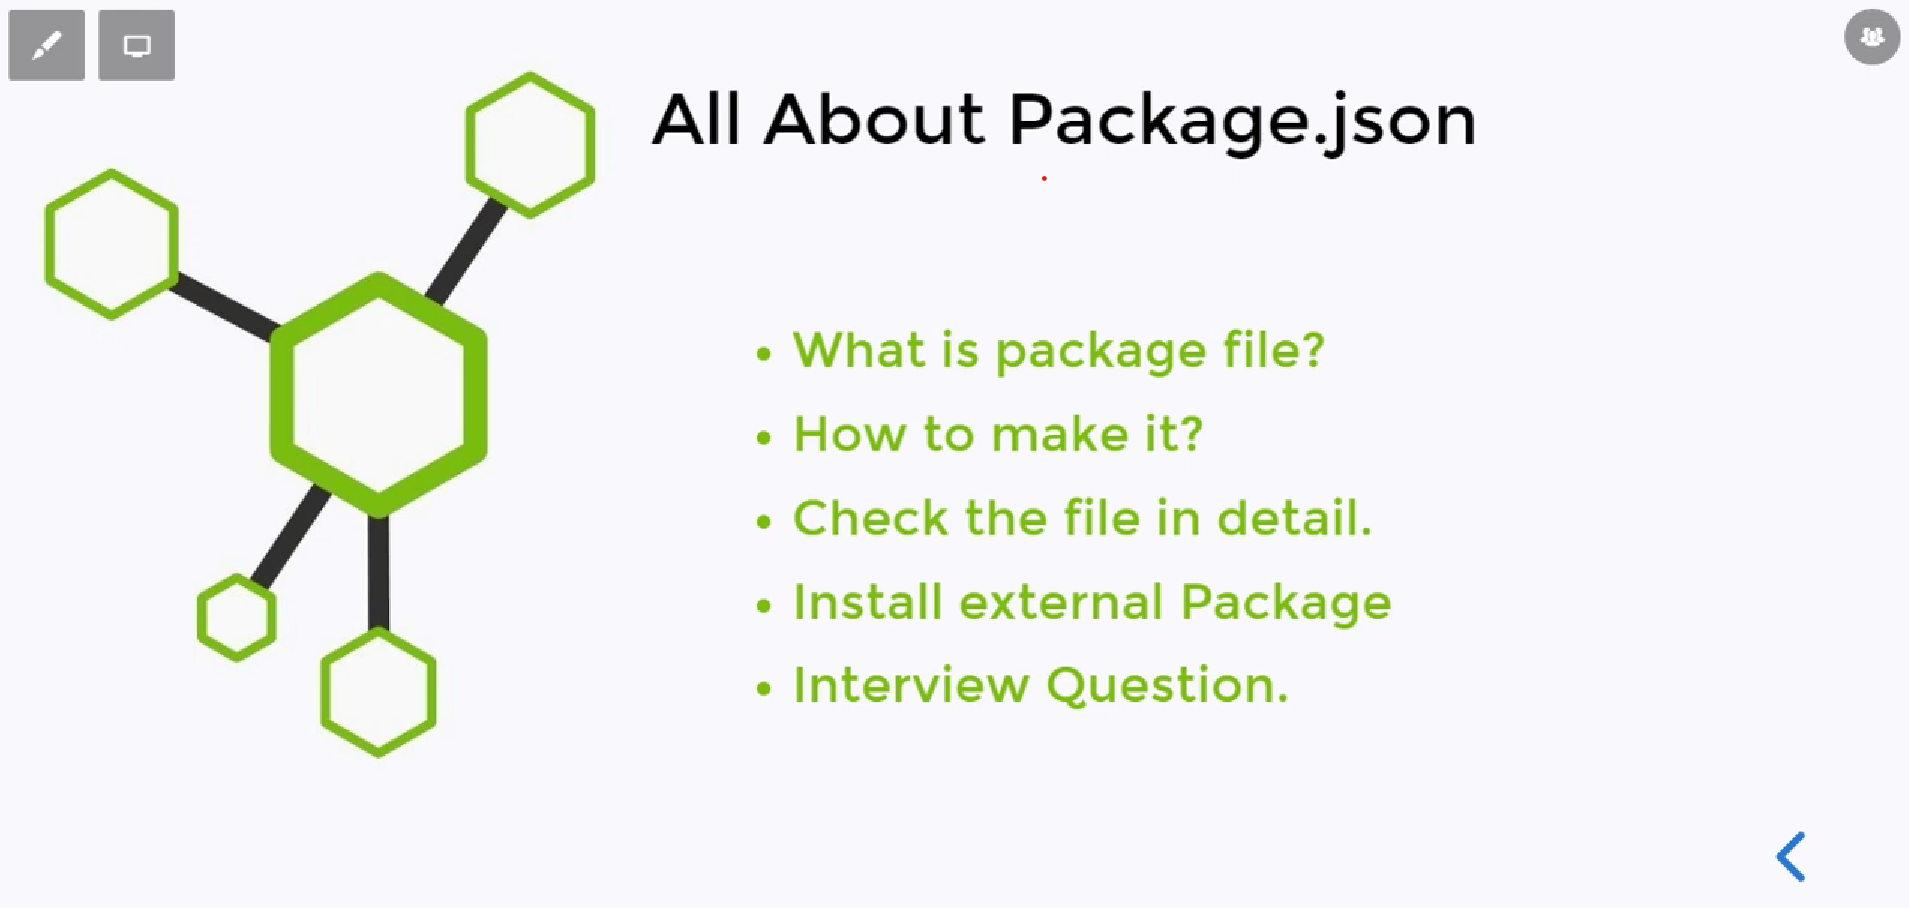 All About Package.json
• What is package file?
• How to make it?
• Check the file in detail.
• Install external Package
• Interview Question.